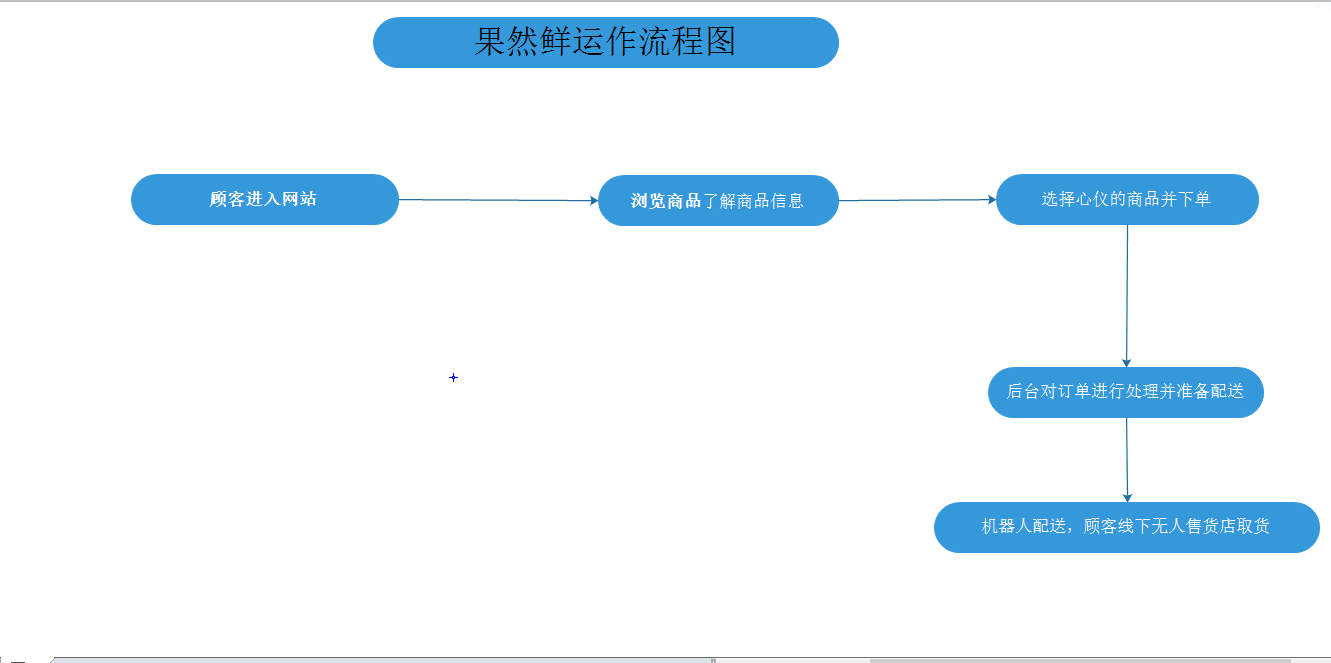 果然鲜运作流程图
顾客进入网站
浏览商品了解商品信息
选择心仪的商品并下单
后台对订单进行处理并准备配送
机器人配送，顾客线下无人售货店取货